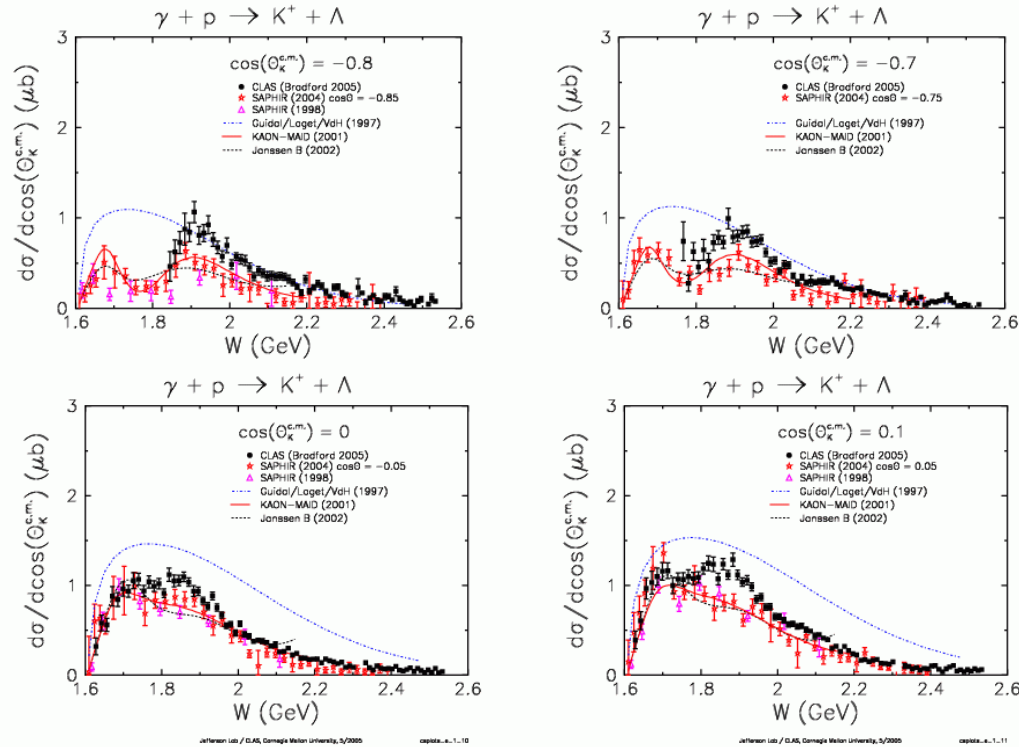 γ + p → K⁺ + Λ
cos(Θ_K^c.m.) = −0.8
CLAS (Bradford 2005)
SAPHIR (2004) cosΘ = −0.85
SAPHIR (1998)
Guidal/Laget/VdH (1997)
KAON−MAID (2001)
Janssen B (2002)
dσ/dcos(Θ_K^c.m.) (μb)
3
2
1
0
1.6 1.8 2 2.2 2.4 2.6
W (GeV)
γ + p → K⁺ + Λ
cos(Θ_K^c.m.) = −0.7
CLAS (Bradford 2005)
SAPHIR (2004) cosΘ = −0.75
Guidal/Laget/VdH (1997)
KAON−MAID (2001)
Janssen B (2002)
dσ/dcos(Θ_K^c.m.) (μb)
3
2
1
0
1.6 1.8 2 2.2 2.4 2.6
W (GeV)
γ + p → K⁺ + Λ
cos(Θ_K^c.m.) = 0
CLAS (Bradford 2005)
SAPHIR (2004) cosΘ = −0.05
SAPHIR (1998)
Guidal/Laget/VdH (1997)
KAON−MAID (2001)
Janssen B (2002)
dσ/dcos(Θ_K^c.m.) (μb)
3
2
1
0
1.6 1.8 2 2.2 2.4 2.6
W (GeV)
Jefferson Lab / CLAS, Carnegie Mellon University, 5/2005
γ + p → K⁺ + Λ
cos(Θ_K^c.m.) = 0.1
CLAS (Bradford 2005)
SAPHIR (2004) cosΘ = 0.05
SAPHIR (1998)
Guidal/Laget/VdH (1997)
KAON−MAID (2001)
Janssen B (2002)
dσ/dcos(Θ_K^c.m.) (μb)
3
2
1
0
1.6 1.8 2 2.2 2.4 2.6
W (GeV)
Jefferson Lab / CLAS, Carnegie Mellon University, 5/2005